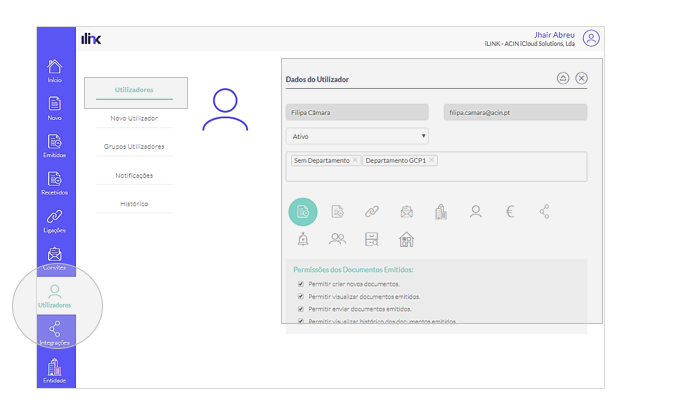 ilink
Jhair Abreu
iLINK - ACIN iCloud Solutions, Lda
Início
Novo
Emitidos
Recebidos
Ligações
Convites
Utilizadores
Integrações
Entidade
Utilizadores
Novo Utilizador
Grupos Utilizadores
Notificações
Histórico
Dados do Utilizador
Filipa Câmara
filipa.camara@acin.pt
Ativo
Sem Departamento × Departamento GCP1 ×
Permissões dos Documentos Emitidos:
Permitir criar novos documentos.
Permitir visualizar documentos emitidos.
Permitir enviar documentos emitidos.
Permitir visualizar histórico dos documentos emitidos.